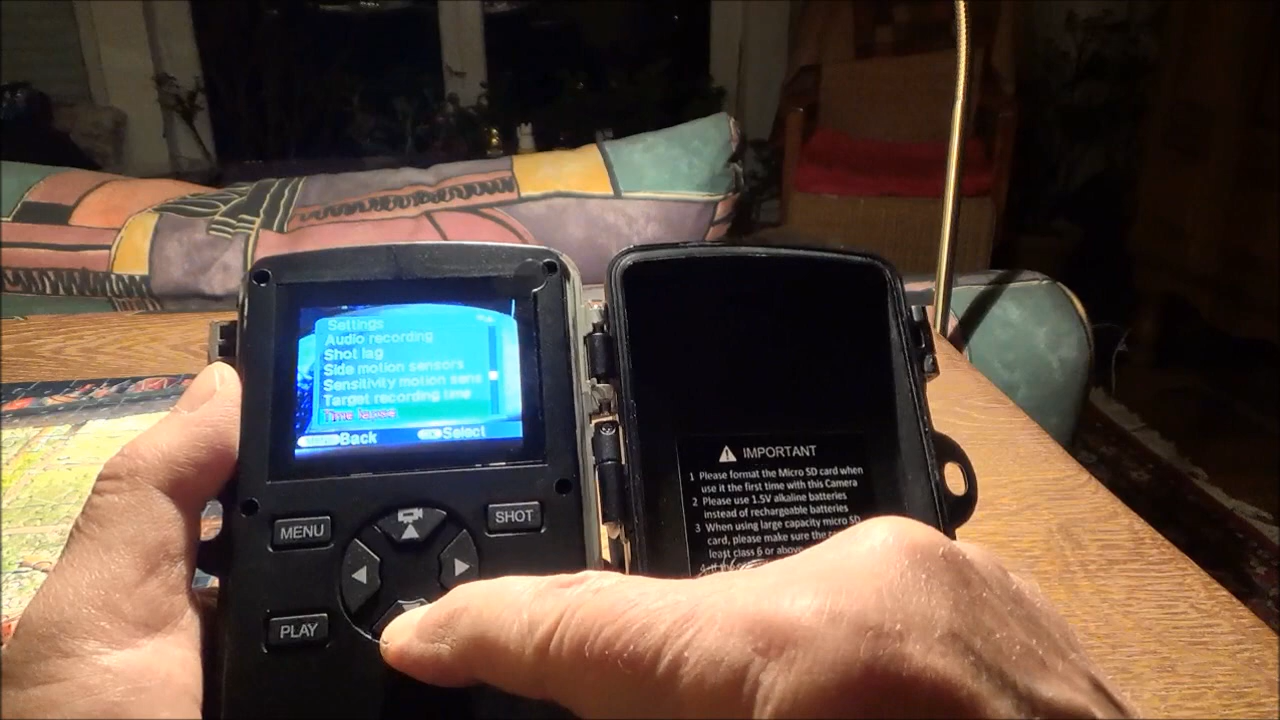 Settings
Audio recording
Shot lag
Side motion sensors
Sensitivity motion sens
Target recording time
Time lapse
MENU Back
OK Select
MENU
SHOT
PLAY
IMPORTANT
1 Please format the Micro SD card when
use it the first time with this Camera
2 Please use 1.5V alkaline batteries
instead of rechargeable batteries
3 When using large capacity micro SD
card, please make sure the
least class 6 or above